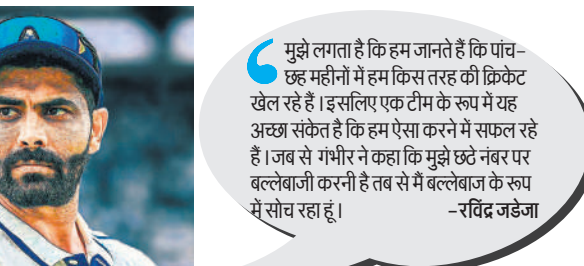 मुझे लगता है कि हम जानते हैं कि पांच–
छह महीनों में हम किस तरह की क्रिकेट
खेल रहे हैं । इसलिए एक टीम के रूप में यह
अच्छा संकेत है कि हम ऐसा करने में सफल रहे
हैं । जब से गंभीर ने कहा कि मुझे छठे नंबर पर
बल्लेबाजी करनी है तब से मैं बल्लेबाज के रूप
में सोच रहा हूं । –रविंद्र जडेजा